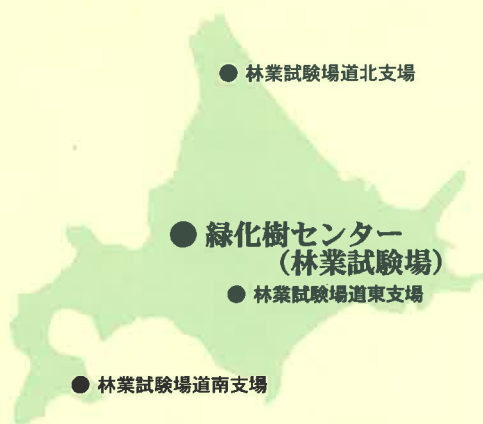 ● 林業試験場道北支場
● 緑化樹センター
（林業試験場）
● 林業試験場道東支場
● 林業試験場道南支場